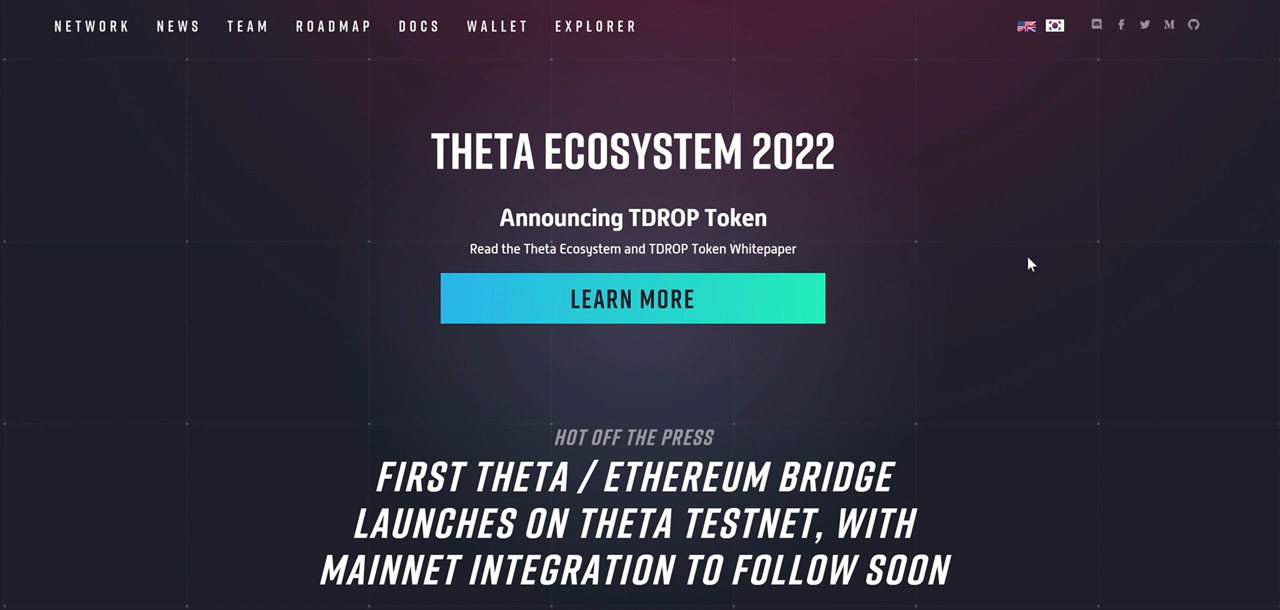 NETWORK NEWS TEAM ROADMAP DOCS WALLET EXPLORER
THETA ECOSYSTEM 2022
Announcing TDROP Token
Read the Theta Ecosystem and TDROP Token Whitepaper
LEARN MORE
HOT OFF THE PRESS
FIRST THETA / ETHEREUM BRIDGE
LAUNCHES ON THETA TESTNET, WITH
MAINNET INTEGRATION TO FOLLOW SOON